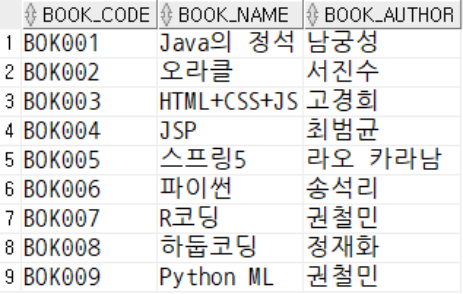 BOOK_CODE BOOK_NAME BOOK_AUTHOR
1 BOK001 Java의 정석 남궁성
2 BOK002 오라클 서진수
3 BOK003 HTML+CSS+JS 고경희
4 BOK004 JSP 최범균
5 BOK005 스프링5 라오 카라남
6 BOK006 파이썬 송석리
7 BOK007 R코딩 권철민
8 BOK008 하둡코딩 정재화
9 BOK009 Python ML 권철민